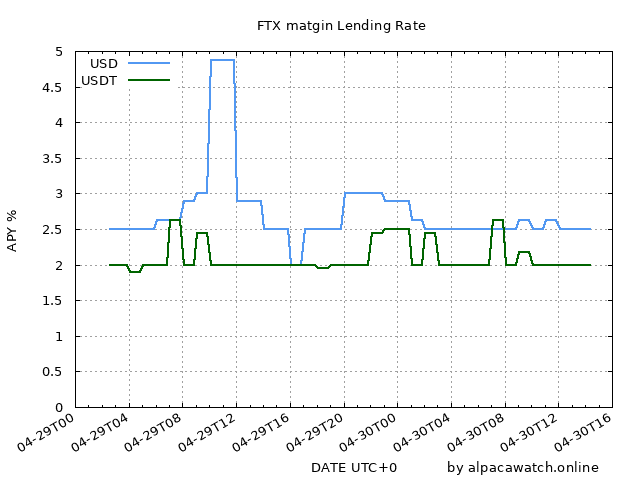 FTX matgin Lending Rate
USD
USDT
5
4.5
4
3.5
3
2.5
2
1.5
1
0.5
0
APY %
04-29T00
04-29T04
04-29T08
04-29T12
04-29T16
04-29T20
04-30T00
04-30T04
04-30T08
04-30T12
04-30T16
DATE UTC+0
by alpacawatch.online